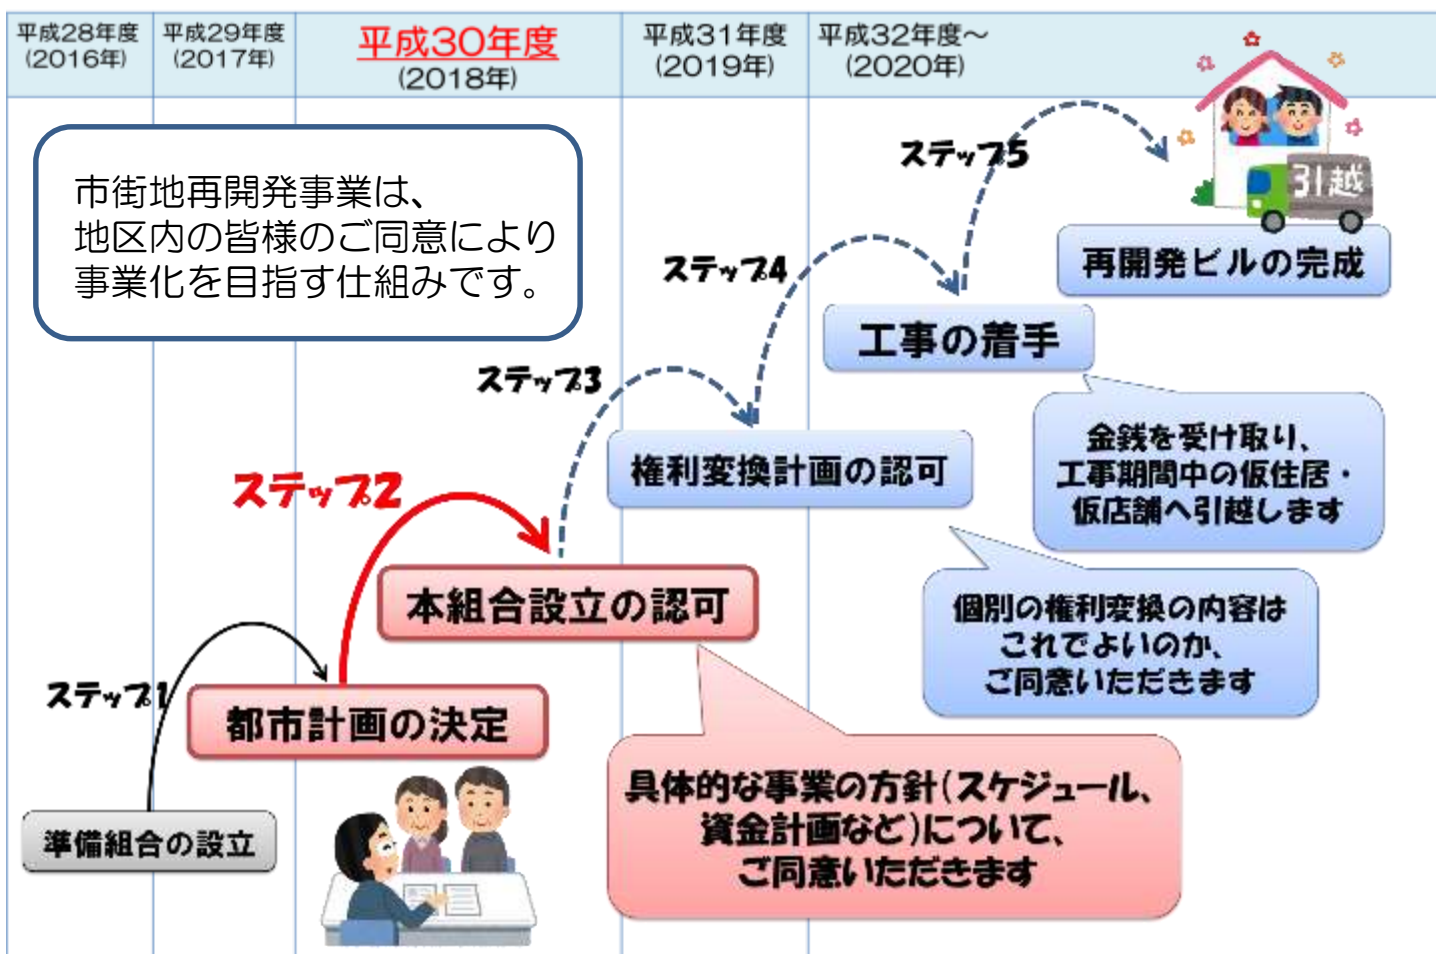 平成28年度
(2016年)
平成29年度
(2017年)
平成30年度
(2018年)
平成31年度
(2019年)
平成32年度～
(2020年)
市街地再開発事業は、
地区内の皆様のご同意により
事業化を目指す仕組みです。
ステップ5
引越
再開発ビルの完成
ステップ4
工事の着手
金銭を受け取り、
工事期間中の仮住居・
仮店舗へ引越します
ステップ3
権利変換計画の認可
個別の権利変換の内容は
これでよいのか、
ご同意いただきます
ステップ2
本組合設立の認可
具体的な事業の方針(スケジュール、
資金計画など)について、
ご同意いただきます
ステップ1
都市計画の決定
準備組合の設立